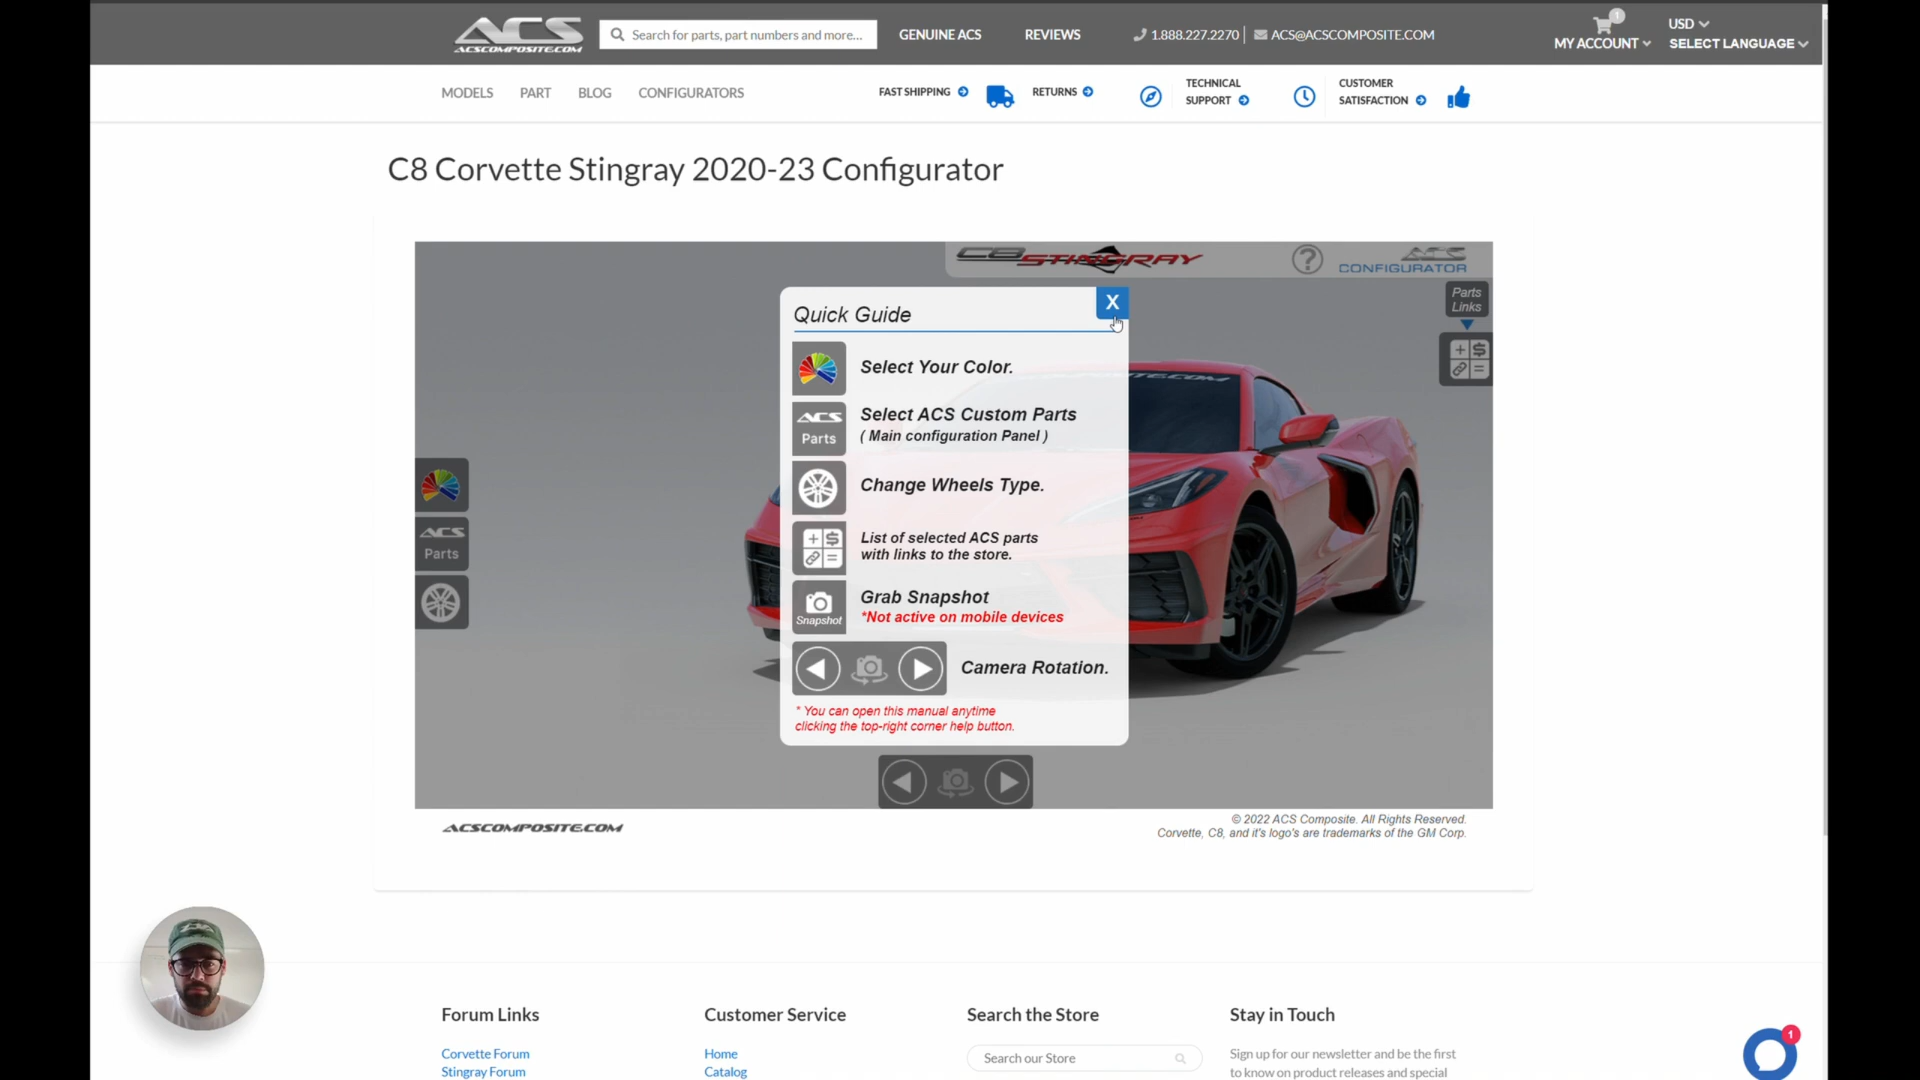 ACS
ACSCOMPOSITE.COM
Search for parts, part numbers and more...
GENUINE ACS
REVIEWS
1.888.227.2270
ACS@ACSCOMPOSITE.COM
1
MY ACCOUNT
USD
SELECT LANGUAGE
MODELS
PART
BLOG
CONFIGURATORS
FAST SHIPPING
RETURNS
TECHNICAL
SUPPORT
CUSTOMER
SATISFACTION
C8 Corvette Stingray 2020-23 Configurator
C8 STINGRAY
?
ACS
CONFIGURATOR
Parts
Links
Quick Guide
X
Select Your Color.
ACS
Parts
Select ACS Custom Parts
( Main configuration Panel )
Change Wheels Type.
List of selected ACS parts
with links to the store.
Snapshot
Grab Snapshot
*Not active on mobile devices
Camera Rotation.
* You can open this manual anytime
clicking the top-right corner help button.
ACS
Parts
ACSCOMPOSITE.COM
© 2022 ACS Composite. All Rights Reserved.
Corvette, C8, and it's logo's are trademarks of the GM Corp.
Forum Links
Corvette Forum
Stingray Forum
Customer Service
Home
Catalog
Search the Store
Search our Store
Stay in Touch
Sign up for our newsletter and be the first
to know on product releases and special
1